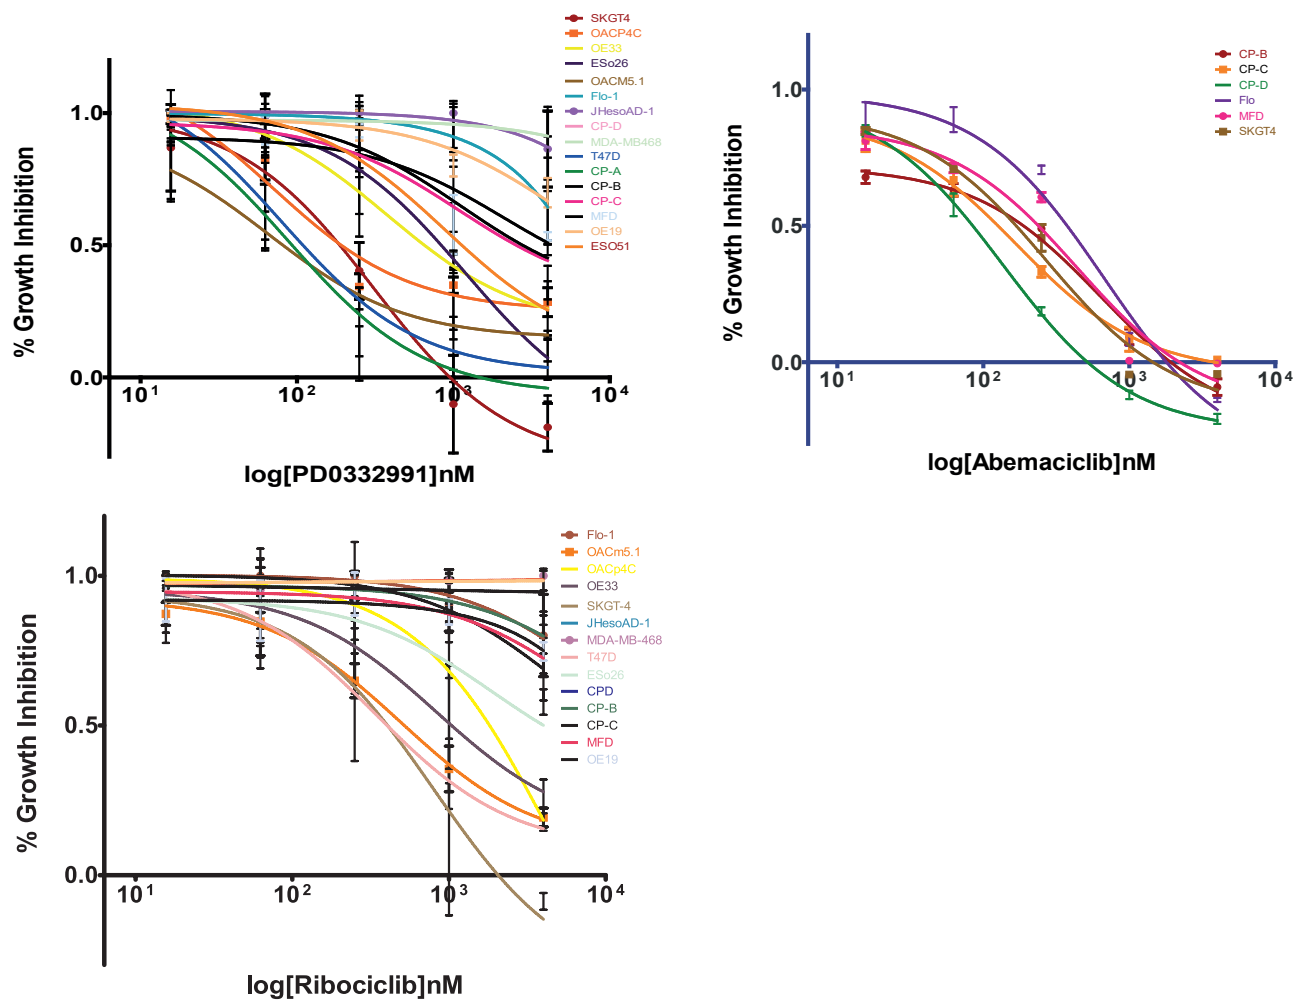 SKGT4
OACP4C
OE33
ESo26
OACM5.1
Flo-1
JHesoAD-1
CP-D
MDA-MB468
T47D
CP-A
CP-B
CP-C
MFD
OE19
ESO51
1.0
0.5
0.0
10¹ 10² 10³ 10⁴
% Growth Inhibition
log[PD0332991]nM
CP-B
CP-C
CP-D
Flo
MFD
SKGT4
1.0
0.5
0.0
10¹ 10² 10³ 10⁴
% Growth Inhibition
log[Abemaciclib]nM
Flo-1
OACm5.1
OACp4C
OE33
SKGT-4
JHesoAD-1
MDA-MB-468
T47D
ESo26
CPD
CP-B
CP-C
MFD
OE19
1.0
0.5
0.0
10¹ 10² 10³ 10⁴
% Growth Inhibition
log[Ribociclib]nM